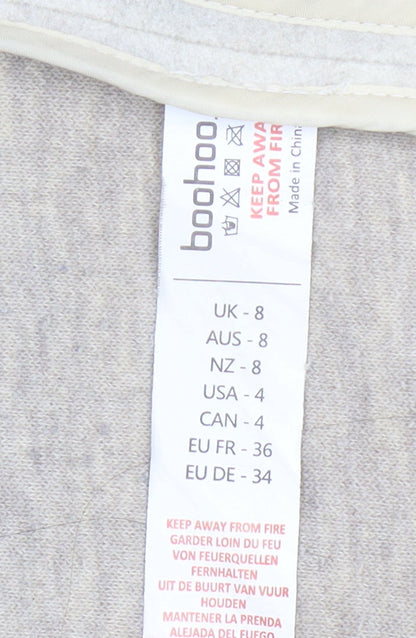 boohoo.
KEEP AWA
FROM FIR
Made in China
UK - 8
AUS - 8
NZ - 8
USA - 4
CAN - 4
EU FR - 36
EU DE - 34
KEEP AWAY FROM FIRE
GARDER LOIN DU FEU
VON FEUERQUELLEN
FERNHALTEN
UIT DE BUURT VAN VUUR
HOUDEN
MANTENER LA PRENDA
ALEJADA DEL FUEGO